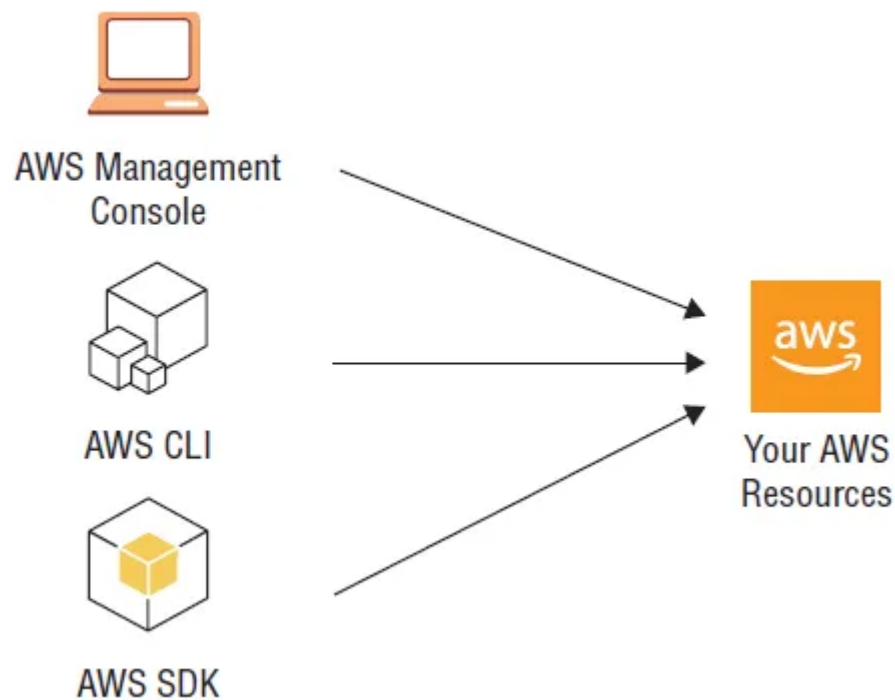 AWS Management
Console
AWS CLI
AWS SDK
aws
Your AWS
Resources